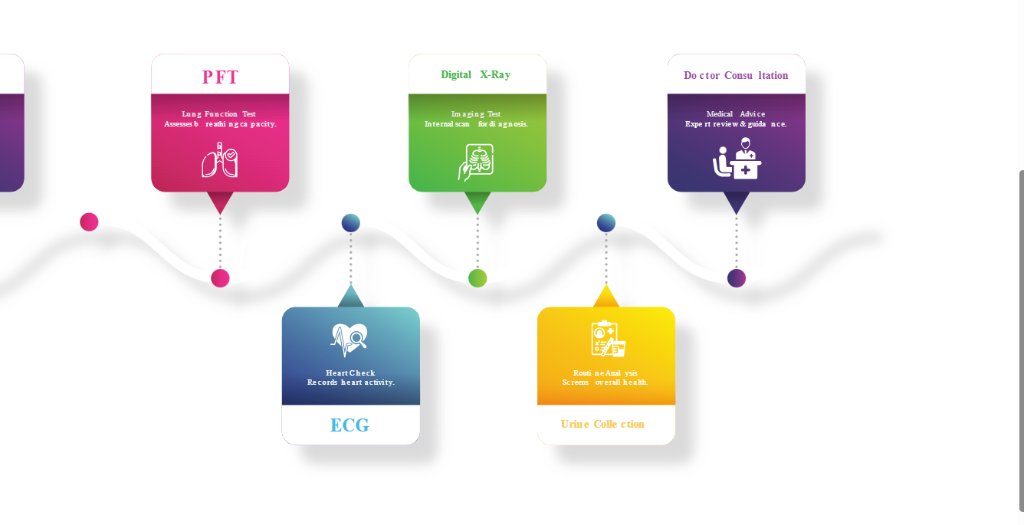 PFT
Lung Function Test
Assesses breathing capacity.
Digital X-Ray
Imaging Test
Internal scan for diagnosis.
Doctor Consultation
Medical Advice
Expert review & guidance.
Heart Check
Records heart activity.
ECG
Routine Analysis
Screens overall health.
Urine Collection